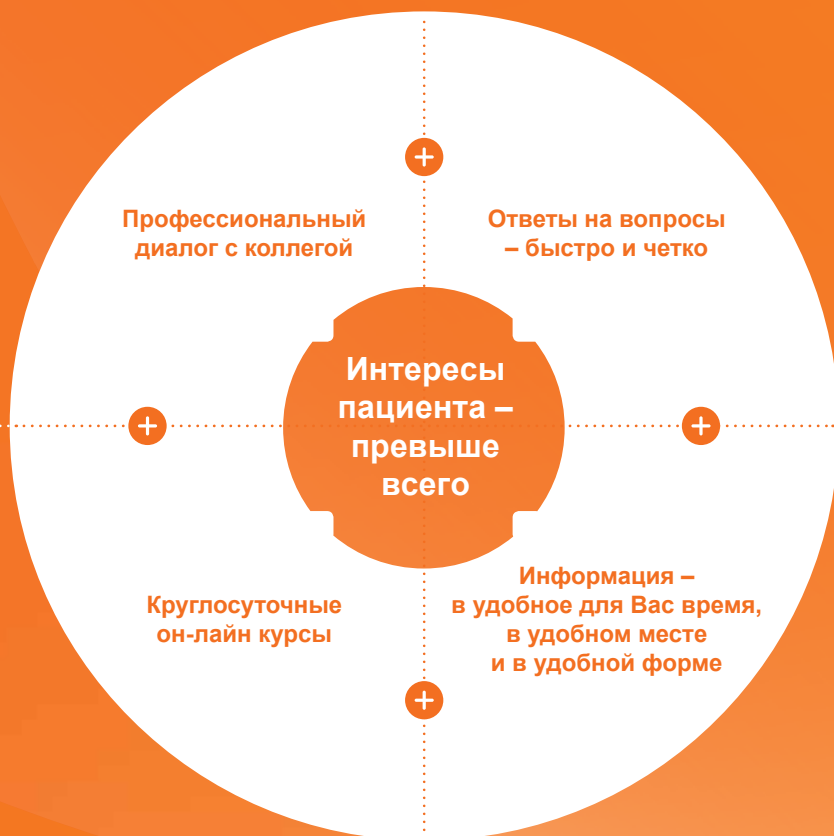 Профессиональный
диалог с коллегой
Ответы на вопросы
– быстро и четко
Интересы
пациента –
превыше
всего
Круглосуточные
он-лайн курсы
Информация –
в удобное для Вас время,
в удобном месте
и в удобной форме